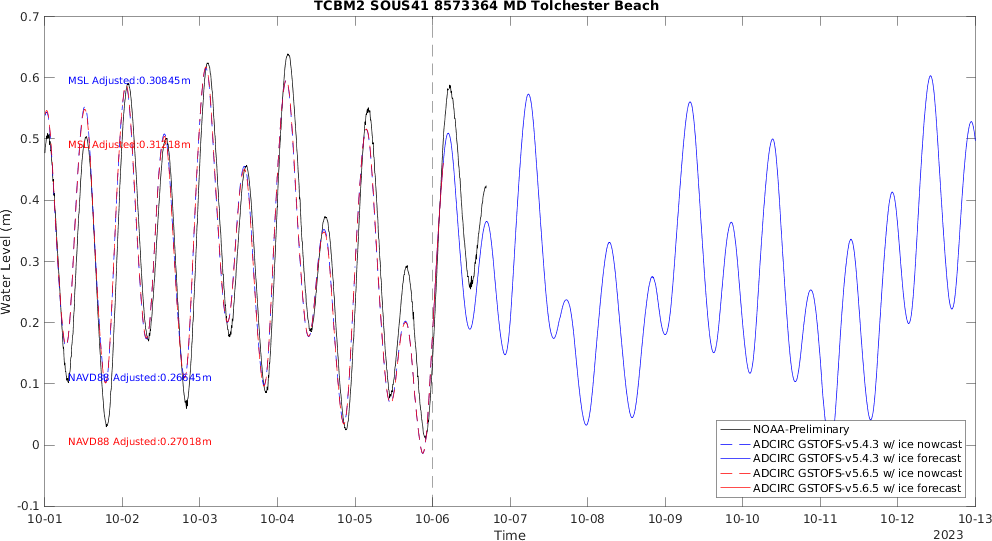 TCBM2 SOUS41 8573364 MD Tolchester Beach
0.7
0.6
0.5
0.4
0.3
0.2
0.1
0
-0.1
Water Level (m)
MSL Adjusted:0.30845m
MSL Adjusted:0.31218m
NAVD88 Adjusted:0.26645m
NAVD88 Adjusted:0.27018m
NOAA-Preliminary
ADCIRC GSTOFS-v5.4.3 w/ ice nowcast
ADCIRC GSTOFS-v5.4.3 w/ ice forecast
ADCIRC GSTOFS-v5.6.5 w/ ice nowcast
ADCIRC GSTOFS-v5.6.5 w/ ice forecast
10-01 10-02 10-03 10-04 10-05 10-06 10-07 10-08 10-09 10-10 10-11 10-12 10-13
Time
2023